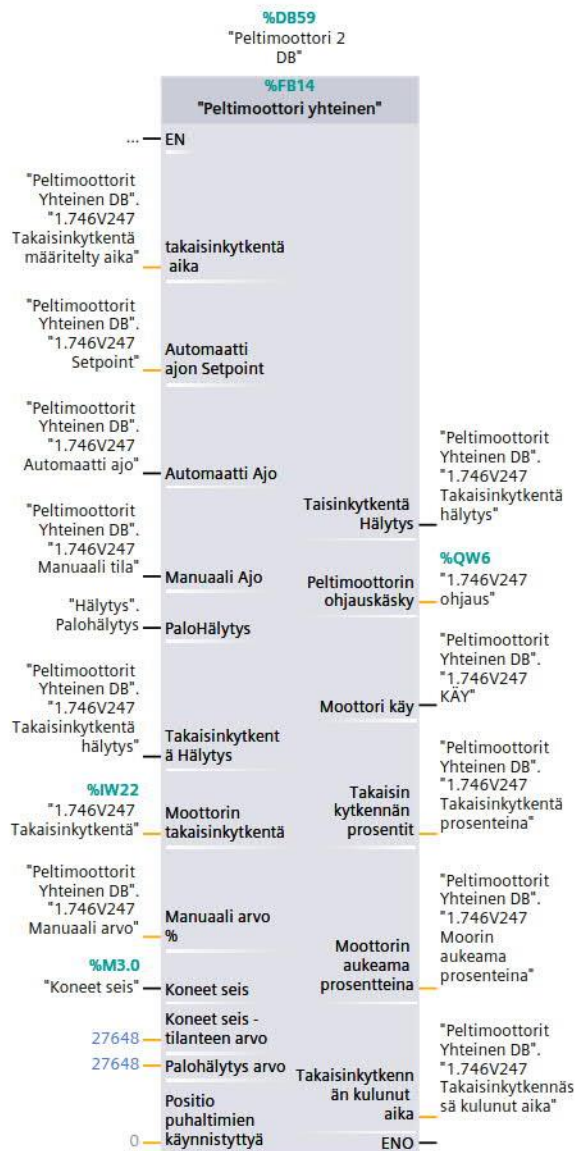 %DB59
"Peltimoottori 2
DB"
%FB14
"Peltimoottori yhteinen"
... EN
"Peltimoottorit
Yhteinen DB".
"1.746V247
Takaisinkytkentä
määritelty aika"
takaisinkytkentä
aika
"Peltimoottorit
Yhteinen DB".
"1.746V247
Setpoint"
Automaatti
ajon Setpoint
"Peltimoottorit
Yhteinen DB".
"1.746V247
Automaatti ajo"
Automaatti Ajo
"Peltimoottorit
Yhteinen DB".
"1.746V247
Manuaali tila"
Manuaali Ajo
"Hälytys".
Palohälytys
PaloHälytys
"Peltimoottorit
Yhteinen DB".
"1.746V247
Takaisinkytkentä
hälytys"
Takaisinkytkent
ä Hälytys
%IW22
"1.746V247
Takaisinkytkentä"
Moottorin
takaisinkytkentä
"Peltimoottorit
Yhteinen DB".
"1.746V247
Manuaali arvo"
Manuaali arvo
%
%M3.0
"Koneet seis"
Koneet seis
27648
Koneet seis -
tilanteen arvo
27648
Palohälytys arvo
0
Positio
puhaltimien
käynnistyttyä
Taisinkytkentä
Hälytys
"Peltimoottorit
Yhteinen DB".
"1.746V247
Takaisinkytkentä
hälytys"
Peltimoottorin
ohjauskäsky
%QW6
"1.746V247
ohjaus"
Moottori käy
"Peltimoottorit
Yhteinen DB".
"1.746V247
KÄY"
Takaisin
kytkennän
prosentit
"Peltimoottorit
Yhteinen DB".
"1.746V247
Takaisinkytkentä
prosenteina"
Moottorin
aukeama
prosentteina
"Peltimoottorit
Yhteinen DB".
"1.746V247
Moorin
aukeama
prosenteina"
Takaisinkytkenn
än kulunut
aika
"Peltimoottorit
Yhteinen DB".
"1.746V247
Takaisinkytkennäs
sä kulunut aika"
ENO